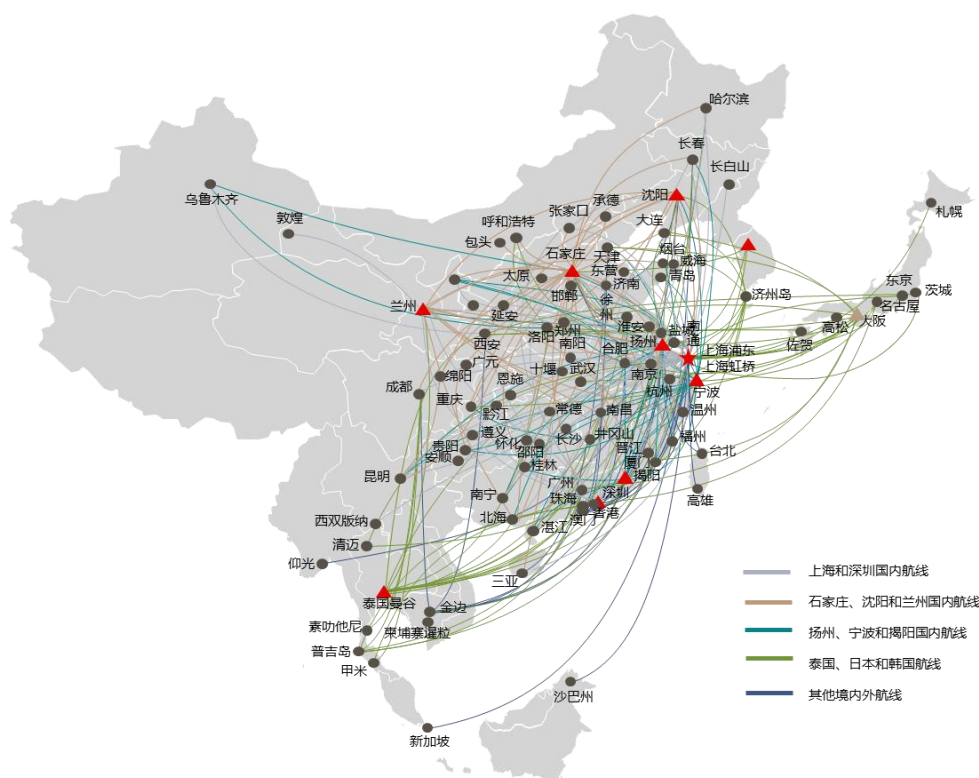 哈尔滨
长春
长白山
沈阳
乌鲁木齐
承德
札幌
敦煌
张家口
大连
呼和浩特
包头
石家庄
天津
烟台
威海
太原
东营
青岛
济南
东京
茨城
邯郸
济州岛
名古屋
兰州
徐州
延安
高松
大阪
洛阳
郑州
淮安
盐城
南通
佐贺
西安
南阳
合肥
扬州
上海浦东
上海虹桥
广元
十堰
武汉
南京
绵阳
恩施
杭州
宁波
成都
重庆
黔江
常德
南昌
温州
遵义
怀化
长沙
井冈山
福州
贵阳
邵阳
晋江
安顺
桂林
厦门
台北
昆明
揭阳
广州
深圳
南宁
珠海
高雄
北海
澳门
香港
西双版纳
湛江
清迈
仰光
三亚
泰国曼谷
金边
素叻他尼
柬埔寨暹粒
普吉岛
甲米
沙巴州
新加坡
上海和深圳国内航线
石家庄、沈阳和兰州国内航线
扬州、宁波和揭阳国内航线
泰国、日本和韩国航线
其他境内外航线